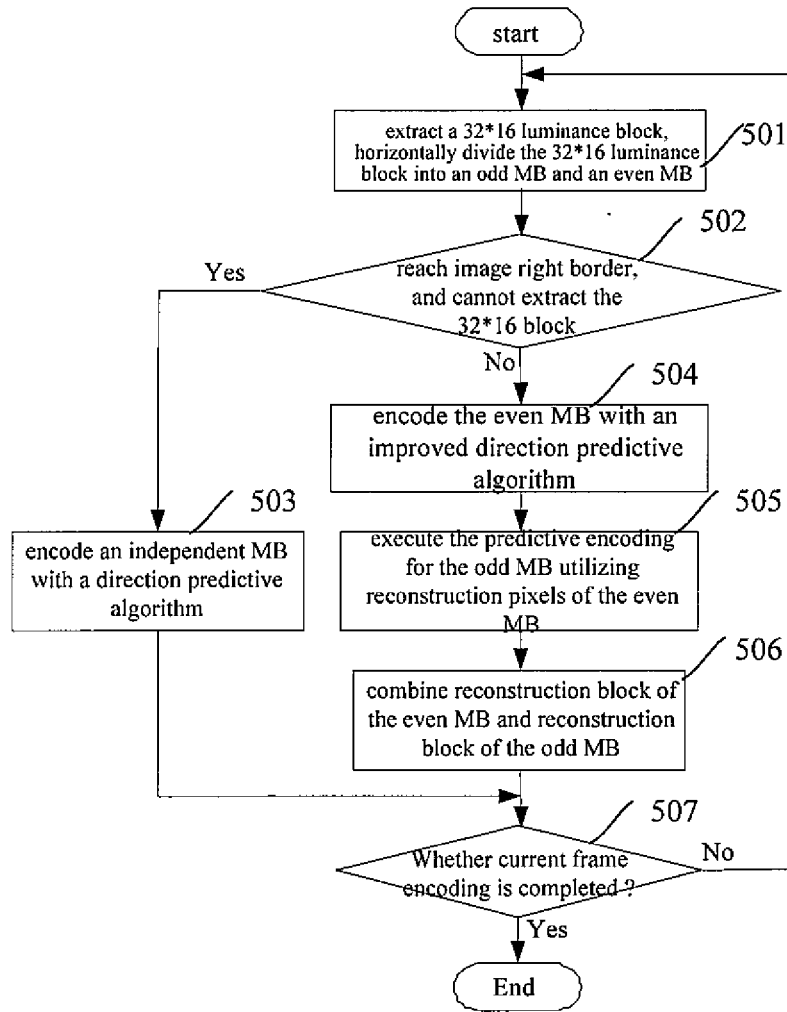 start
extract a 32*16 luminance block,
horizontally divide the 32*16 luminance
block into an odd MB and an even MB
501
502
reach image right border,
and cannot extract the
32*16 block
Yes
No
504
encode the even MB with an
improved direction predictive
algorithm
503
encode an independent MB
with a direction predictive
algorithm
505
execute the predictive encoding
for the odd MB utilizing
reconstruction pixels of the even
MB
506
combine reconstruction block of
the even MB and reconstruction
block of the odd MB
507
Whether current frame
encoding is completed ?
No
Yes
End